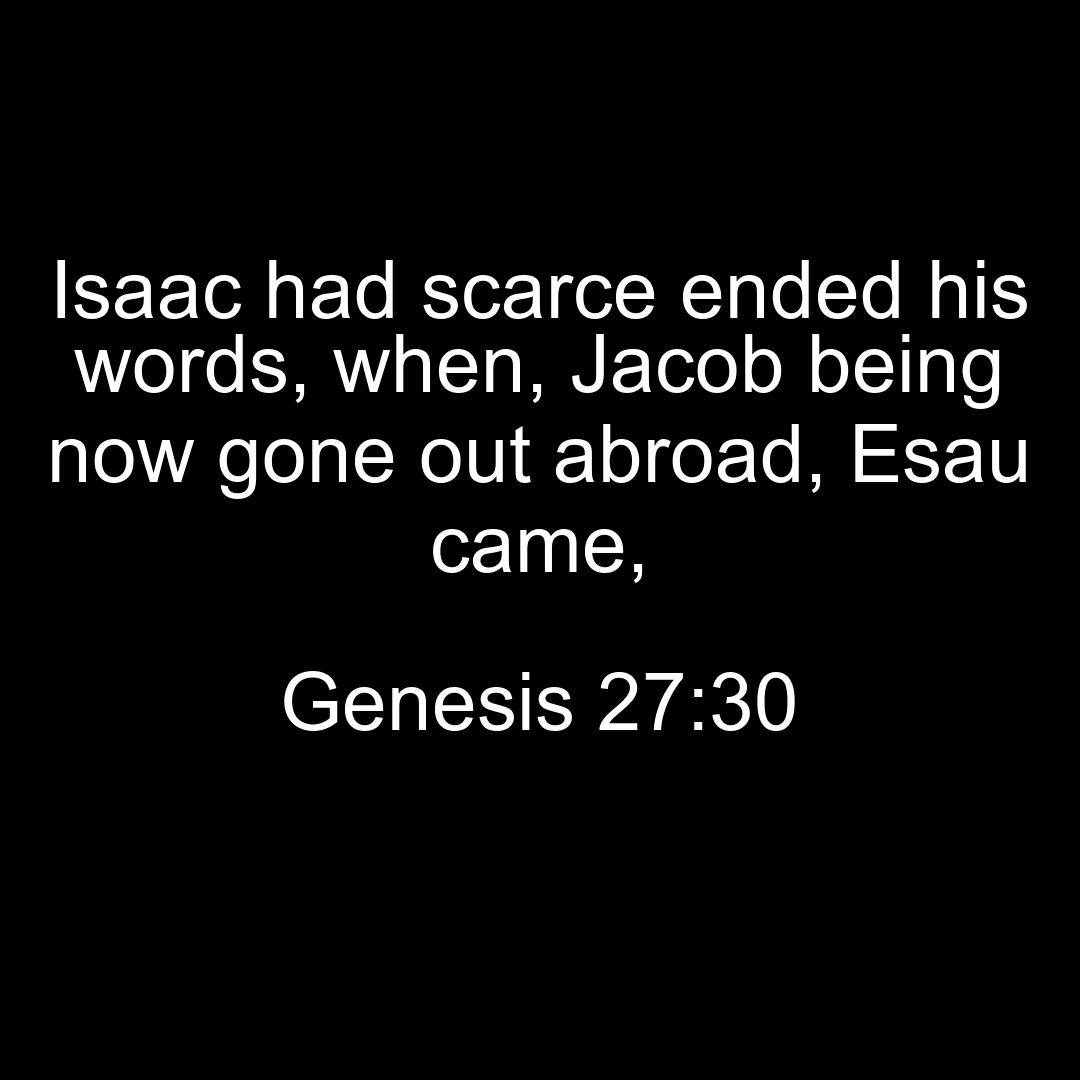 Isaac had scarce ended his
words, when, Jacob being
now gone out abroad, Esau
came,
Genesis 27:30